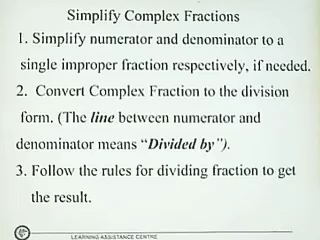 Simplify Complex Fractions
1. Simplify numerator and denominator to a
single improper fraction respectively, if needed.
2. Convert Complex Fraction to the division
form. (The line between numerator and
denominator means “Divided by”).
3. Follow the rules for dividing fraction to get
the result.
LEARNING ASSISTANCE CENTRE